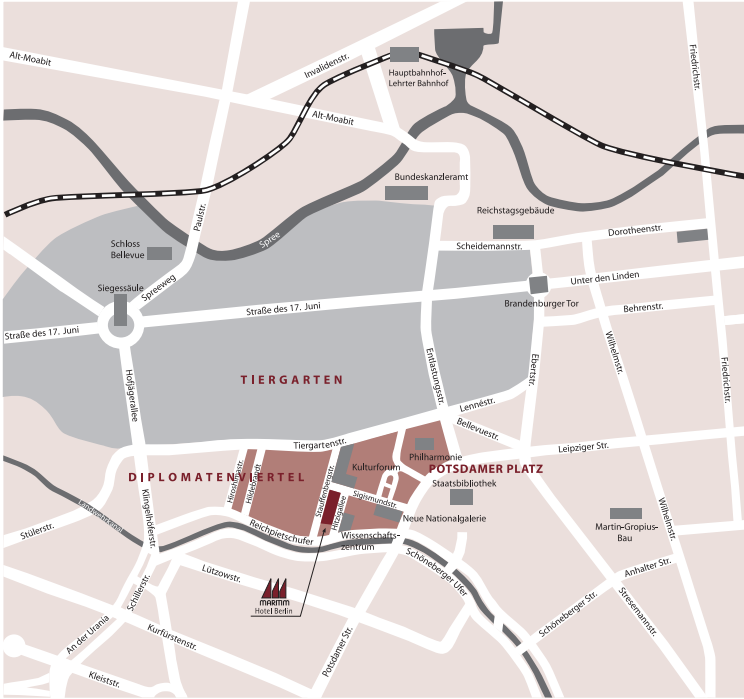 Alt-Moabit
Invalidenstr.
Hauptbahnhof-
Lehrter Bahnhof
Friedrichstr.
Alt-Moabit
Bundeskanzleramt
Paulstr.
Reichstagsgebäude
Spree
Dorotheenstr.
Scheidemannstr.
Schloss
Bellevue
Spreeweg
Siegessäule
Unter den Linden
Brandenburger Tor
Straße des 17. Juni
Behrenstr.
Straße des 17. Juni
Wilhelmstr.
Entlastungsstr.
Ebertstr.
Friedrichstr.
TIERGARTEN
Hofjägerallee
Lennéstr.
Bellevuestr.
Tiergartenstr.
Leipziger Str.
Philharmonie
Kulturforum
POTSDAMER PLATZ
DIPLOMATENVIERTEL
Hiroshimastr.
Hildebrandt
Stauffenbergstr.
Hitzigallee
Staatsbibliothek
Sigismundstr.
Klingelhöferstr.
Landwehrkanal
Neue Nationalgalerie
Wilhelmstr.
Martin-Gropius-
Bau
Stülerstr.
Reichpietschufer
Wissenschafts-
zentrum
Schöneberger Ufer
Lützowstr.
Anhalter Str.
Schillerstr.
MARITIM
Hotel Berlin
Schöneberger Str.
Stresemannstr.
An der Urania
Kurfürstenstr.
Potsdamer Str.
Kleiststr.